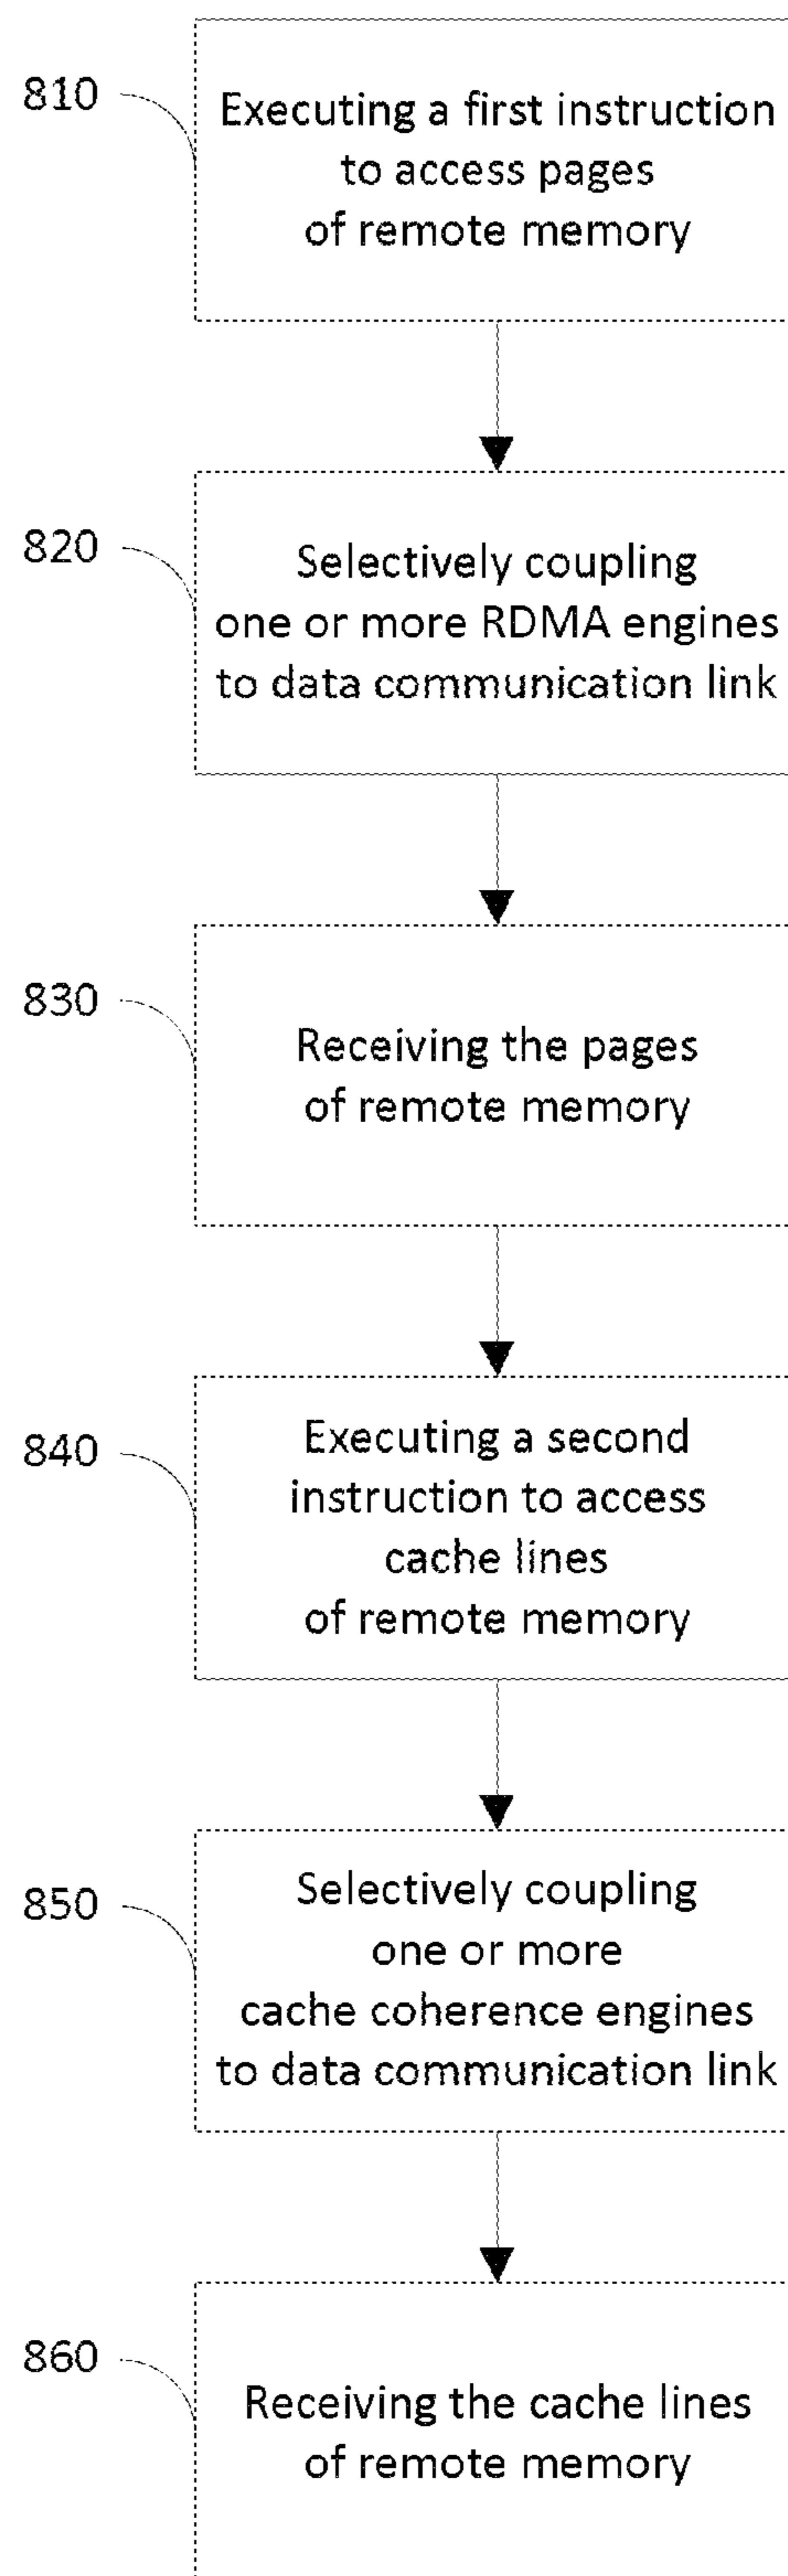 810
Executing a first instruction
to access pages
of remote memory
820
Selectively coupling
one or more RDMA engines
to data communication link
830
Receiving the pages
of remote memory
840
Executing a second
instruction to access
cache lines
of remote memory
850
Selectively coupling
one or more
cache coherence engines
to data communication link
860
Receiving the cache lines
of remote memory